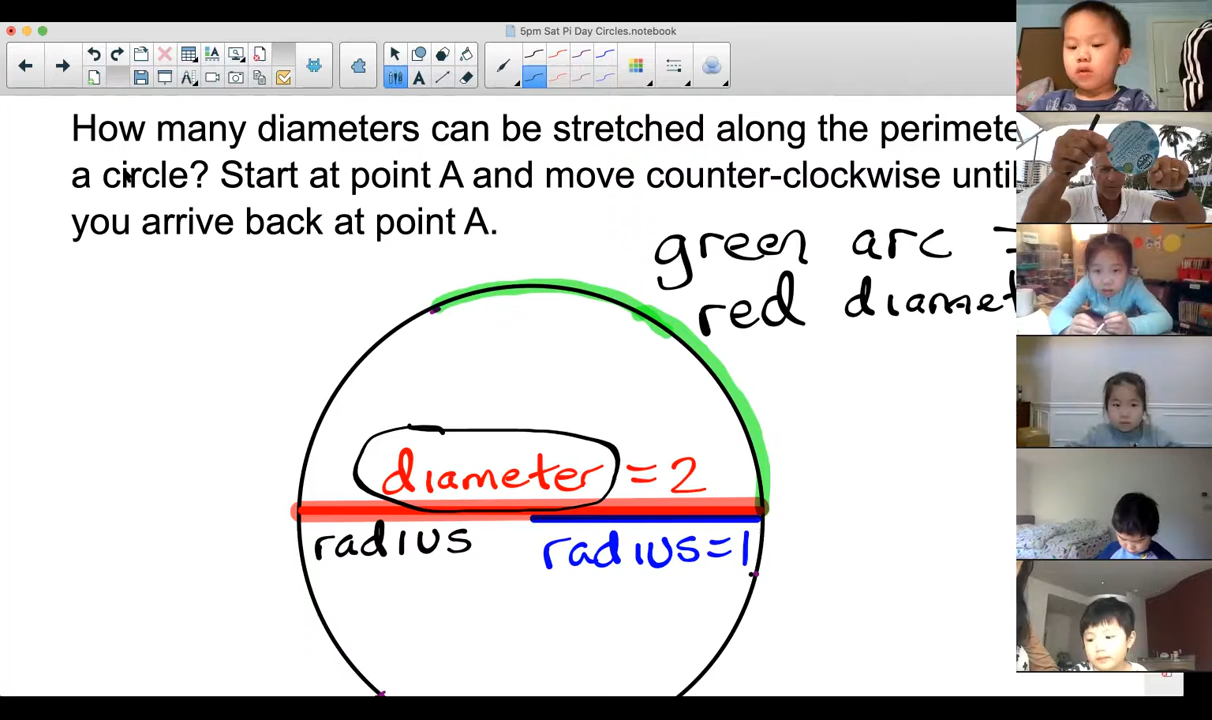 5pm Sat Pi Day Circles.notebook
How many diameters can be stretched along the perimete
a circle? Start at point A and move counter-clockwise until
you arrive back at point A.
green arc =
red diamet
diameter = 2
radius
radius=1